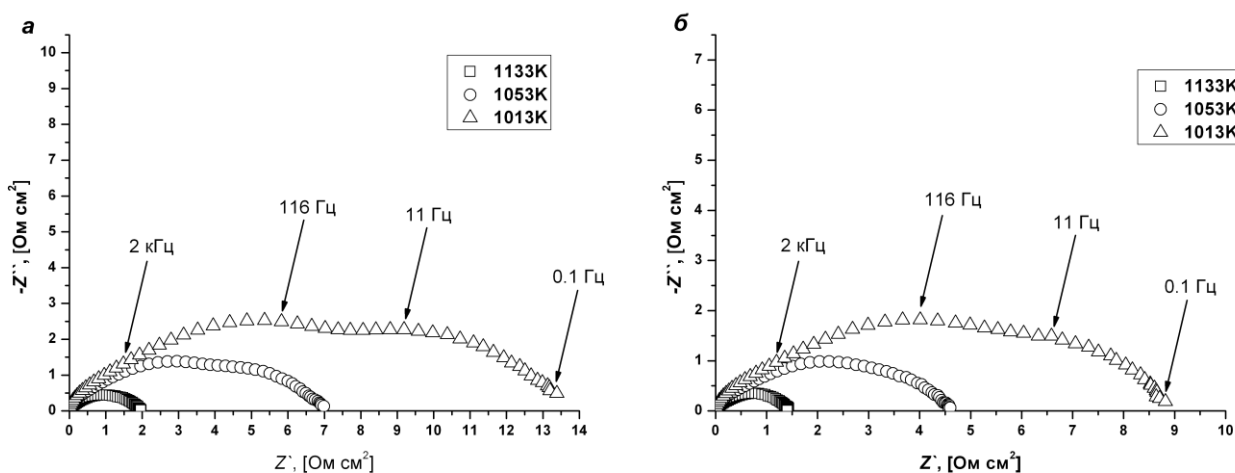 а
10
9
8
7
6
5
4
3
2
1
0
-Z``, [Ом см²]
1133K
1053K
1013K
2 кГц
116 Гц
11 Гц
0.1 Гц
0 1 2 3 4 5 6 7 8 9 10 11 12 13 14
Z`, [Ом см²]
б
7
6
5
4
3
2
1
0
-Z``, [Ом см²]
1133K
1053K
1013K
2 кГц
116 Гц
11 Гц
0.1 Гц
0 1 2 3 4 5 6 7 8 9 10
Z`, [Ом см²]